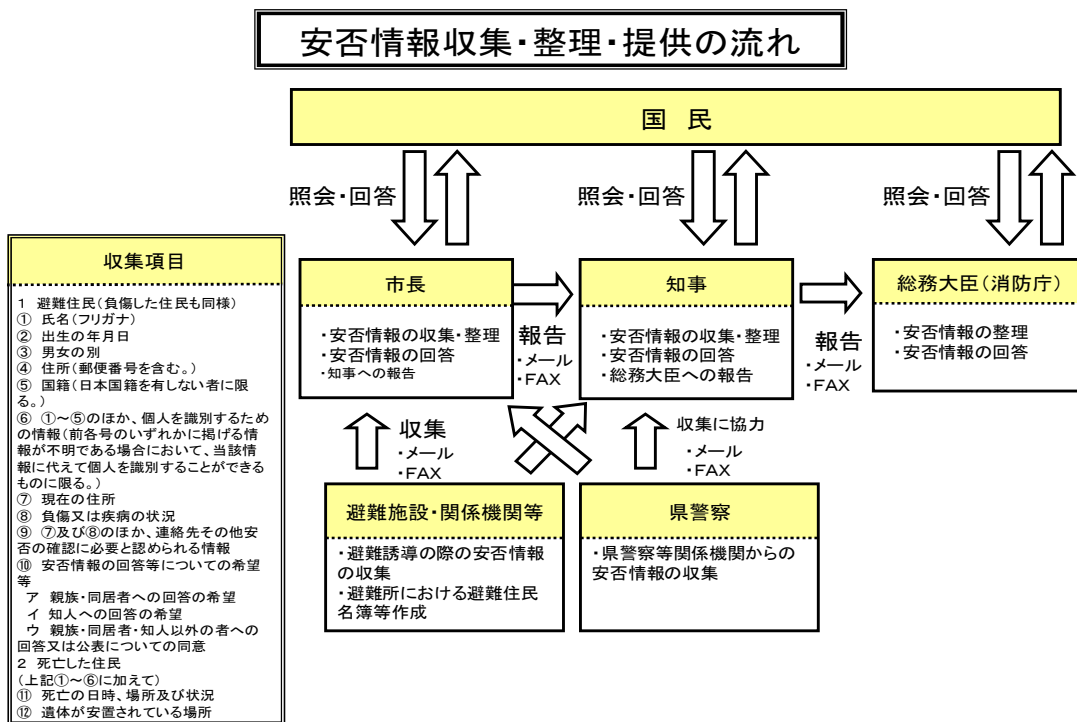 安否情報収集・整理・提供の流れ
国 民
照会・回答
照会・回答
照会・回答
収集項目
1 避難住民(負傷した住民も同様)
① 氏名(フリガナ)
② 出生の年月日
③ 男女の別
④ 住所(郵便番号を含む。)
⑤ 国籍(日本国籍を有しない者に限
る。)
⑥ ①～⑤のほか、個人を識別するため
の情報(前各号のいずれかに掲げる情
報が不明である場合において、当該情
報に代えて個人を識別することができる
ものに限る。)
⑦ 現在の住所
⑧ 負傷又は疾病の状況
⑨ ⑦及び⑧のほか、連絡先その他安
否の確認に必要と認められる情報
⑩ 安否情報の回答等についての希望
等
ア 親族・同居者への回答の希望
イ 知人への回答の希望
ウ 親族・同居者・知人以外の者への
回答又は公表についての同意
2 死亡した住民
(上記①～⑥に加えて)
⑪ 死亡の日時、場所及び状況
⑫ 遺体が安置されている場所
市長
・安否情報の収集・整理
・安否情報の回答
・知事への報告
報告
・メール
・FAX
知事
・安否情報の収集・整理
・安否情報の回答
・総務大臣への報告
報告
・メール
・FAX
総務大臣(消防庁)
・安否情報の整理
・安否情報の回答
収集
・メール
・FAX
収集に協力
・メール
・FAX
避難施設・関係機関等
・避難誘導の際の安否情報
の収集
・避難所における避難住民
名簿等作成
県警察
・県警察等関係機関からの
安否情報の収集